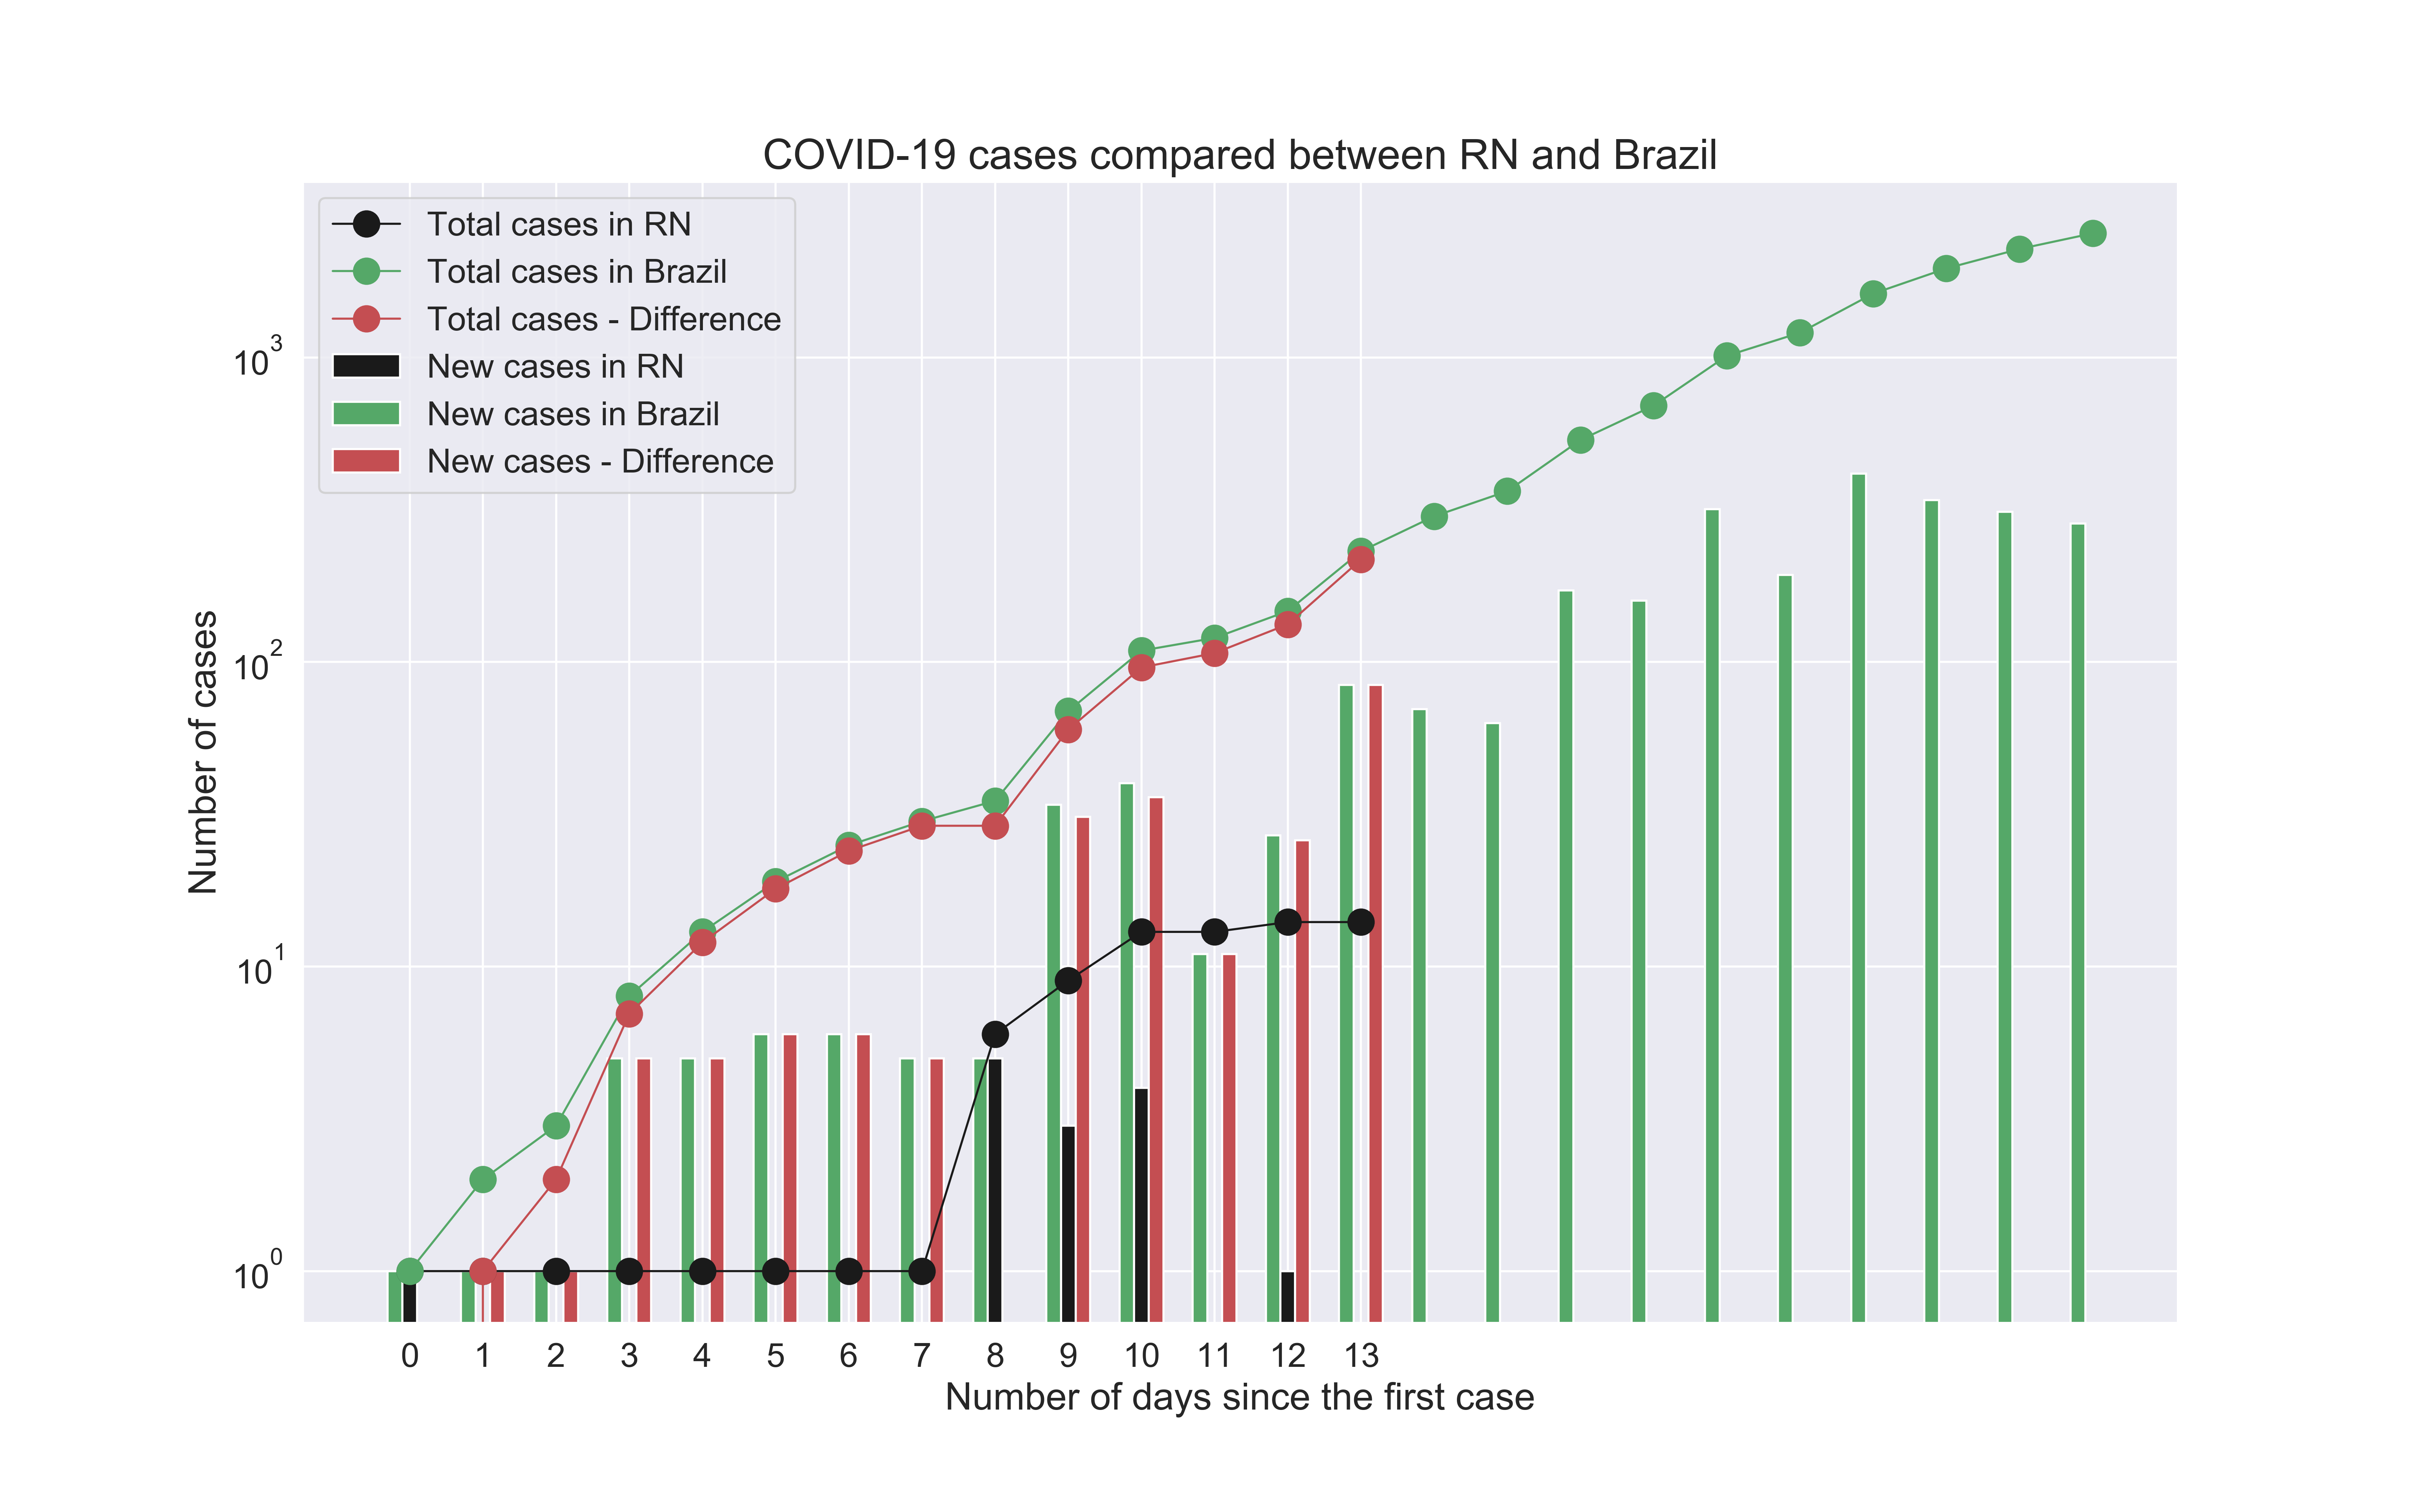 COVID-19 cases compared between RN and Brazil
Total cases in RN
Total cases in Brazil
Total cases - Difference
New cases in RN
New cases in Brazil
New cases - Difference
Number of cases
10³
10²
10¹
10⁰
0 1 2 3 4 5 6 7 8 9 10 11 12 13
Number of days since the first case